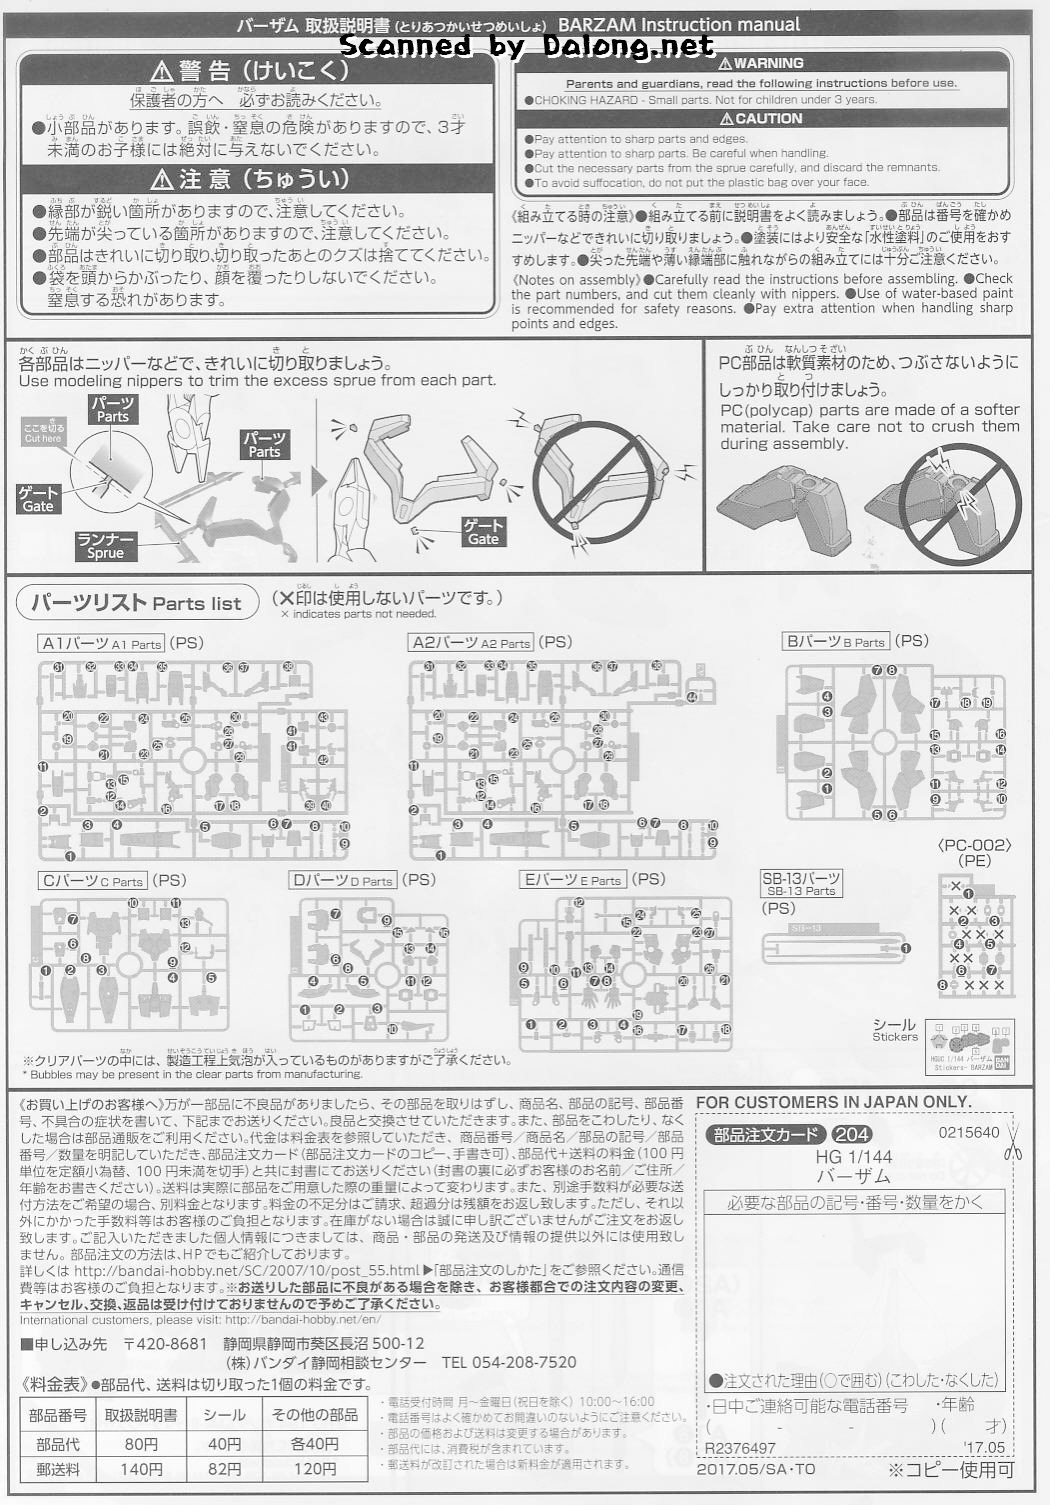 バーザム 取扱説明書(とりあつかいせつめいしょ) BARZAM Instruction manual
Scanned by Dalong.net
⚠警告(けいこく)
保護者の方へ 必ずお読みください。
●小部品があります。誤飲・窒息の危険がありますので、3才
未満のお子様には絶対に与えないでください。
⚠注意(ちゅうい)
●縁部が鋭い箇所がありますので、注意してください。
●先端が尖っている箇所がありますので、注意してください。
●部品はきれいに切り取り、切り取ったあとのクズは捨ててください。
●袋を頭からかぶったり、顔を覆ったりしないでください。
窒息する恐れがあります。
⚠WARNING
Parents and guardians, read the following instructions before use.
●CHOKING HAZARD - Small parts. Not for children under 3 years.
⚠CAUTION
●Pay attention to sharp parts and edges.
●Pay attention to sharp parts. Be careful when handling.
●Cut the necessary parts from the sprue carefully, and discard the remnants.
●To avoid suffocation, do not put the plastic bag over your face.
《組み立てる時の注意》●組み立てる前に説明書をよく読みましょう。●部品は番号を確かめ
ニッパーなどできれいに切り取りましょう。●塗装にはより安全な「水性塗料」のご使用をおす
すめします。●尖った先端や薄い縁端部に触れながらの組み立てには十分ご注意ください。
《Notes on assembly》●Carefully read the instructions before assembling. ●Check
the part numbers, and cut them cleanly with nippers. ●Use of water-based paint
is recommended for safety reasons. ●Pay extra attention when handling sharp
points and edges.
各部品はニッパーなどで、きれいに切り取りましょう。
Use modeling nippers to trim the excess sprue from each part.
ここを切る
Cut here
パーツ
Parts
ゲート
Gate
ランナー
Sprue
パーツ
Parts
ゲート
Gate
PC部品は軟質素材のため、つぶさないように
しっかり取り付けましょう。
PC(polycap) parts are made of a softer
material. Take care not to crush them
during assembly.
パーツリスト Parts list
(×印は使用しないパーツです。)
× indicates parts not needed.
A1パーツ A1 Parts (PS)
A2パーツ A2 Parts (PS)
Bパーツ B Parts (PS)
Cパーツ C Parts (PS)
Dパーツ D Parts (PS)
Eパーツ E Parts (PS)
SB-13パーツ
SB-13 Parts
(PS)
SB-13
〈PC-002〉
(PE)
シール
Stickers
HGUC 1/144 バーザム
Stickers- BARZAM
BANDAI
※クリアパーツの中には、製造工程上気泡が入っているものがありますがご了承ください。
* Bubbles may be present in the clear parts from manufacturing.
《お買い上げのお客様へ》万が一部品に不良品がありましたら、その部品を取りはずし、商品名、部品の記号、部品番
号、不具合の症状を書いて、下記までお送りください。良品と交換させていただきます。また、部品をこわしたり、なく
した場合は部品通販をご利用ください。代金は料金表を参照していただき、商品番号／商品名／部品の記号／部品
番号／数量を明記していただき、部品注文カード(部品注文カードのコピー、手書き可)、部品代＋送料の料金(100円
単位を定額小為替、100円未満を切手)と共に封書にてお送りください(封書の裏に必ずお客様のお名前／ご住所／
年齢をお書きください)。送料は実際に部品をご用意した際の重量によって変わります。また、別途手数料が必要な送
付方法をご希望の場合、別料金となります。料金の不足分はご請求、超過分は残額をお返し致します。ただし、それ以
外にかかった手数料等はお客様のご負担となります。在庫がない場合は誠に申し訳ございませんがご注文をお返し
致します。ご記入いただきました個人情報につきましては、商品・部品の発送及び情報の提供以外には使用致し
ません。部品注文の方法は、HPでもご紹介しております。
詳しくは http://bandai-hobby.net/SC/2007/10/post_55.html▶「部品注文のしかた」をご参照ください。通信
費等はお客様のご負担となります。※お送りした部品に不良がある場合を除き、お客様都合での注文内容の変更、
キャンセル、交換、返品は受け付けておりませんので予めご了承ください。
International customers, please visit: http://bandai-hobby.net/en/
■申し込み先 〒420-8681 静岡県静岡市葵区長沼500-12
(株)バンダイ静岡相談センター TEL 054-208-7520
《料金表》●部品代、送料は切り取った1個の料金です。
部品番号 取扱説明書 シール その他の部品
部品代 80円 40円 各40円
郵送料 140円 82円 120円
・電話受付時間 月〜金曜日(祝日を除く) 10:00〜16:00
・電話番号はよく確かめてお間違いのないようにご注意ください。
・部品の価格および送料は変更する場合があります。
・部品代には、消費税が含まれています。
・郵送料が改訂された場合は新料金が適用されます。
FOR CUSTOMERS IN JAPAN ONLY.
部品注文カード 204 0215640
HG 1/144
バーザム
必要な部品の記号・番号・数量をかく
●注文された理由(○で囲む)(こわした・なくした)
・日中ご連絡可能な電話番号 ・年齢
( - - )( 才)
R2376497 '17.05
2017.05/SA・TO ※コピー使用可